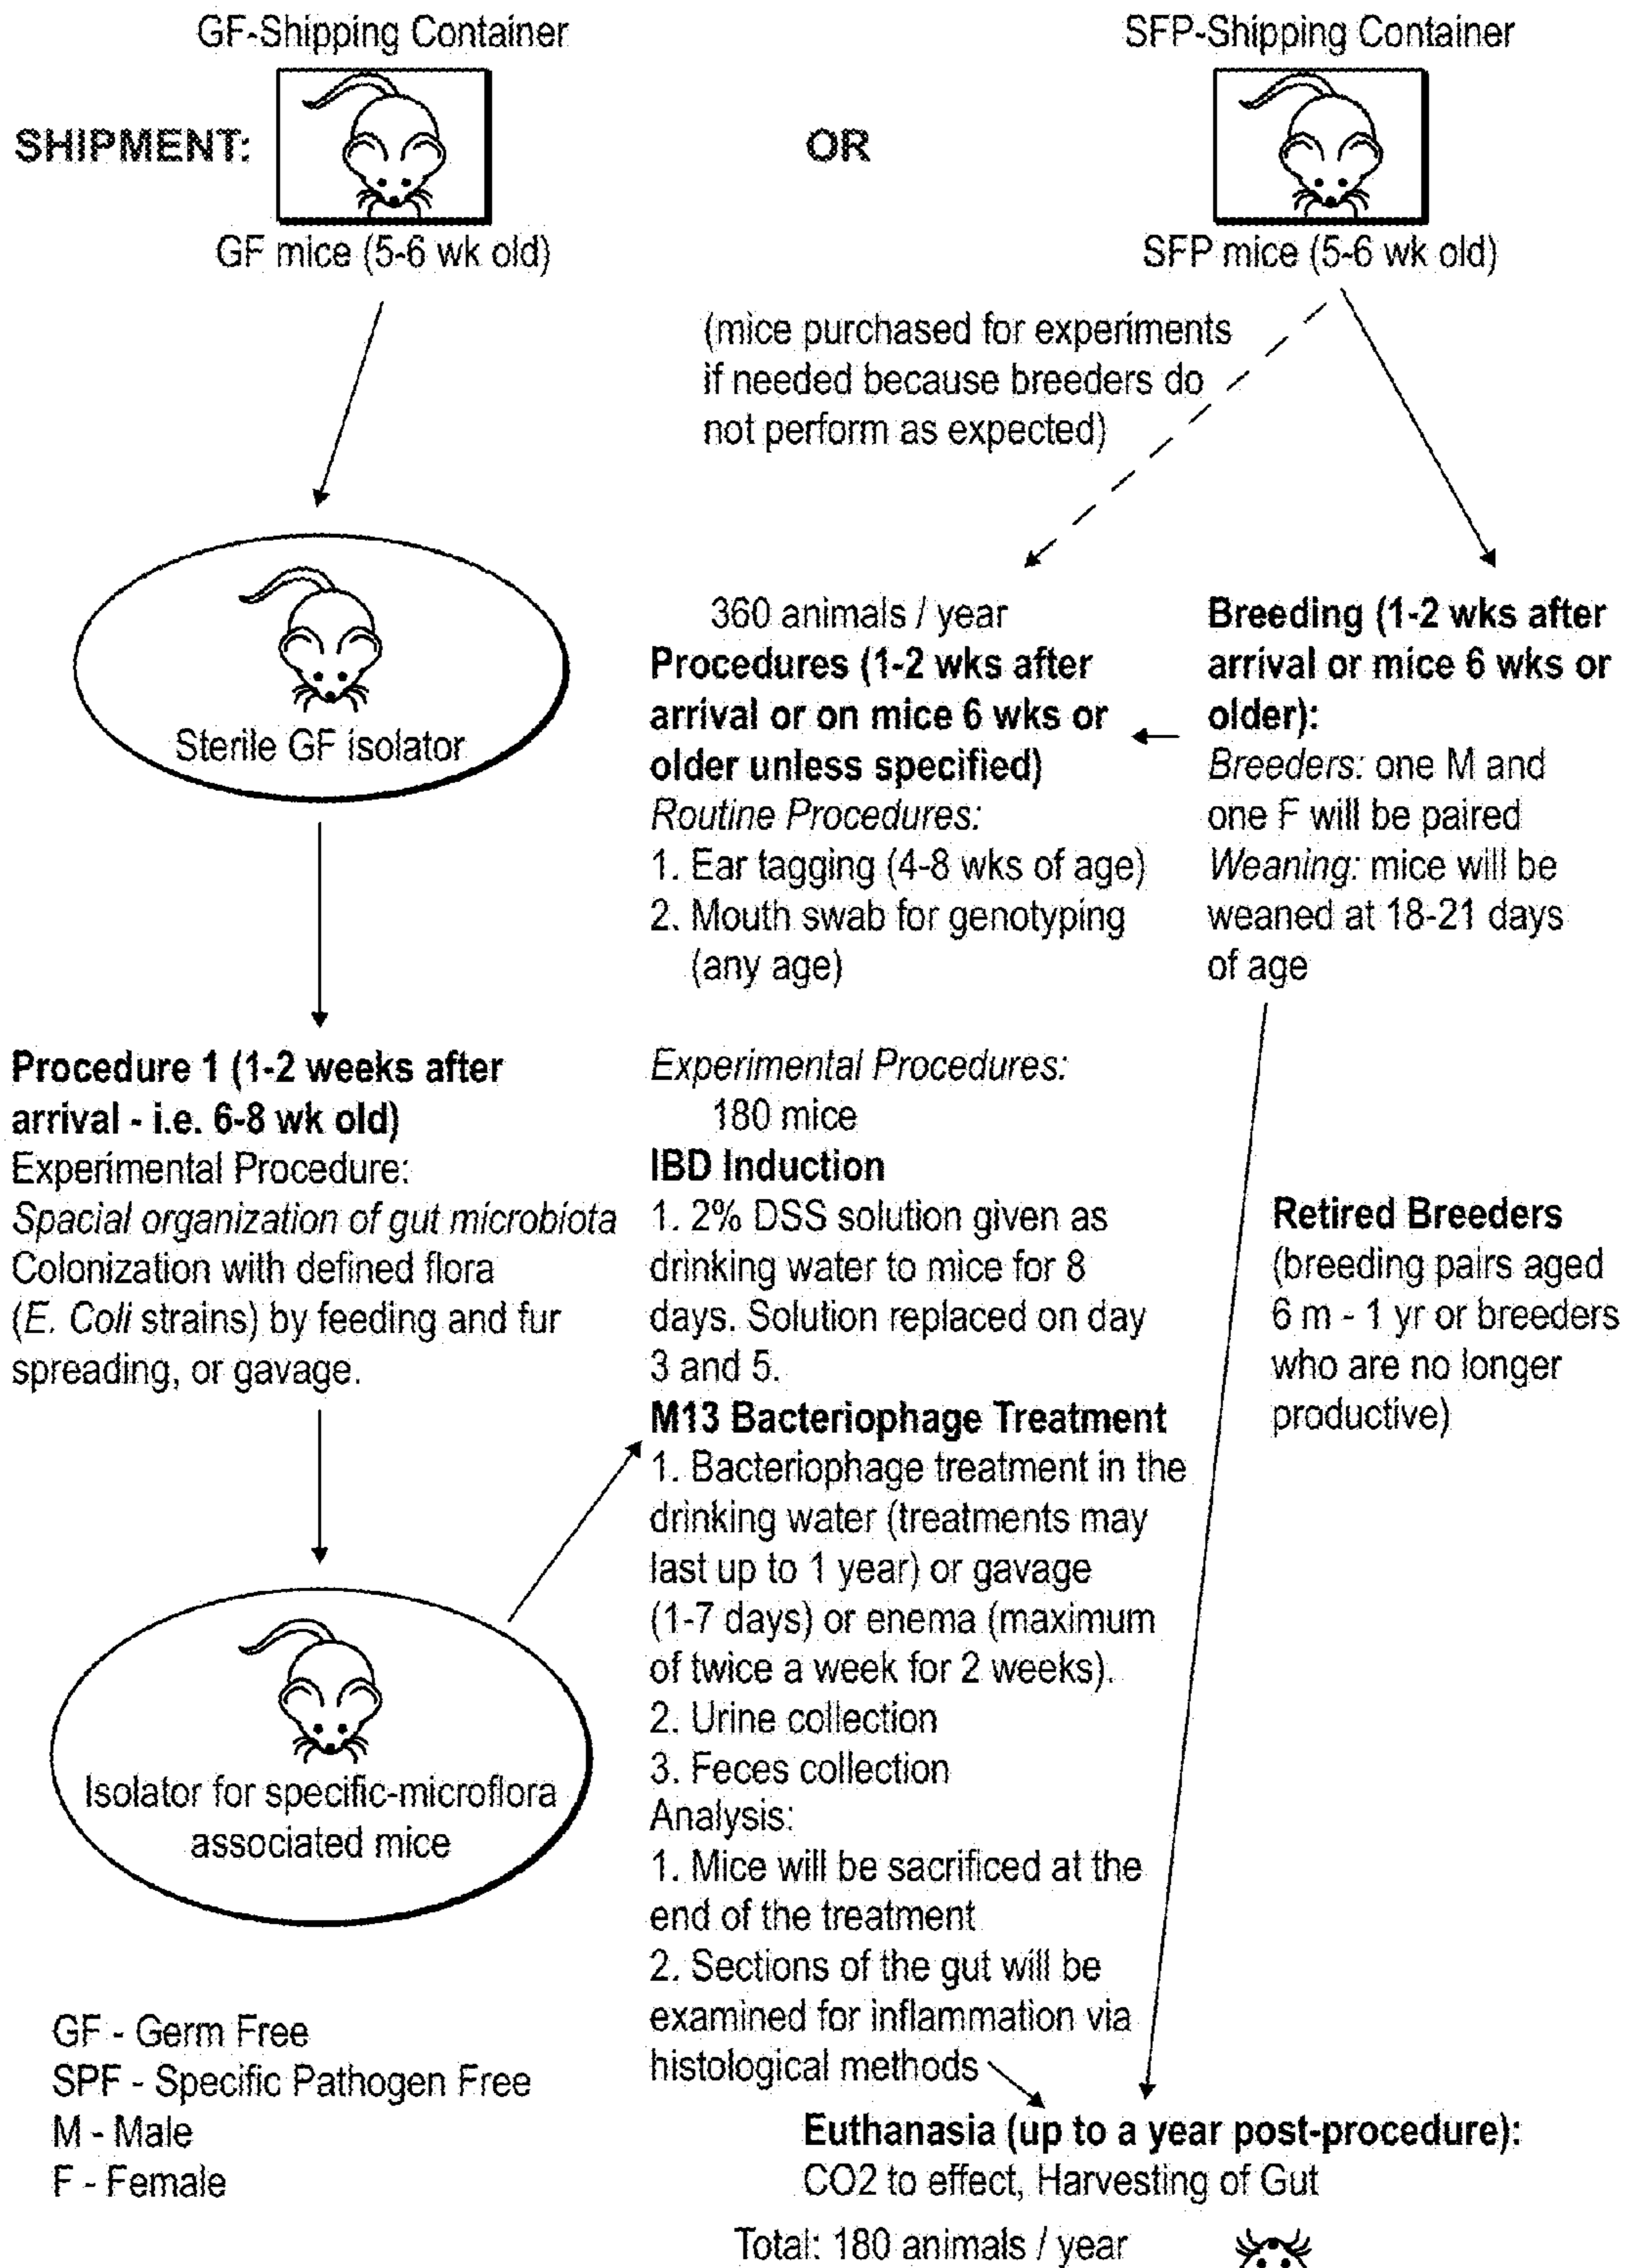 GF-Shipping Container
SFP-Shipping Container
SHIPMENT:
OR
GF mice (5-6 wk old)
SFP mice (5-6 wk old)
(mice purchased for experiments
if needed because breeders do
not perform as expected)
Sterile GF isolator
Procedure 1 (1-2 weeks after
arrival - i.e. 6-8 wk old)
Experimental Procedure:
Spacial organization of gut microbiota
Colonization with defined flora
(E. Coli strains) by feeding and fur
spreading, or gavage.
Isolator for specific-microflora
associated mice
GF - Germ Free
SPF - Specific Pathogen Free
M - Male
F - Female
360 animals / year
Procedures (1-2 wks after
arrival or on mice 6 wks or
older unless specified)
Routine Procedures:
1. Ear tagging (4-8 wks of age)
2. Mouth swab for genotyping
(any age)
Experimental Procedures:
180 mice
IBD Induction
1. 2% DSS solution given as
drinking water to mice for 8
days. Solution replaced on day
3 and 5.
M13 Bacteriophage Treatment
1. Bacteriophage treatment in the
drinking water (treatments may
last up to 1 year) or gavage
(1-7 days) or enema (maximum
of twice a week for 2 weeks).
2. Urine collection
3. Feces collection
Analysis:
1. Mice will be sacrificed at the
end of the treatment
2. Sections of the gut will be
examined for inflammation via
histological methods
Breeding (1-2 wks after
arrival or mice 6 wks or
older):
Breeders: one M and
one F will be paired
Weaning: mice will be
weaned at 18-21 days
of age
Retired Breeders
(breeding pairs aged
6 m - 1 yr or breeders
who are no longer
productive)
Euthanasia (up to a year post-procedure):
CO2 to effect, Harvesting of Gut
Total: 180 animals / year